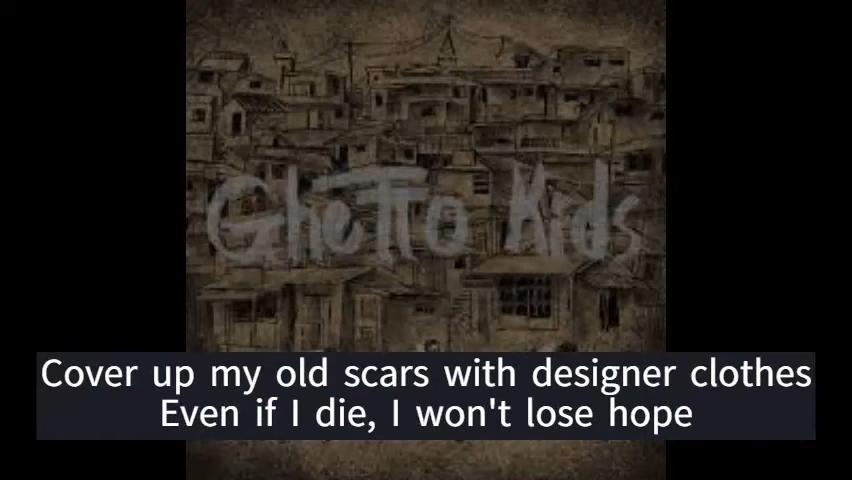 Ghetto Kids
Cover up my old scars with designer clothes
Even if I die, I won't lose hope